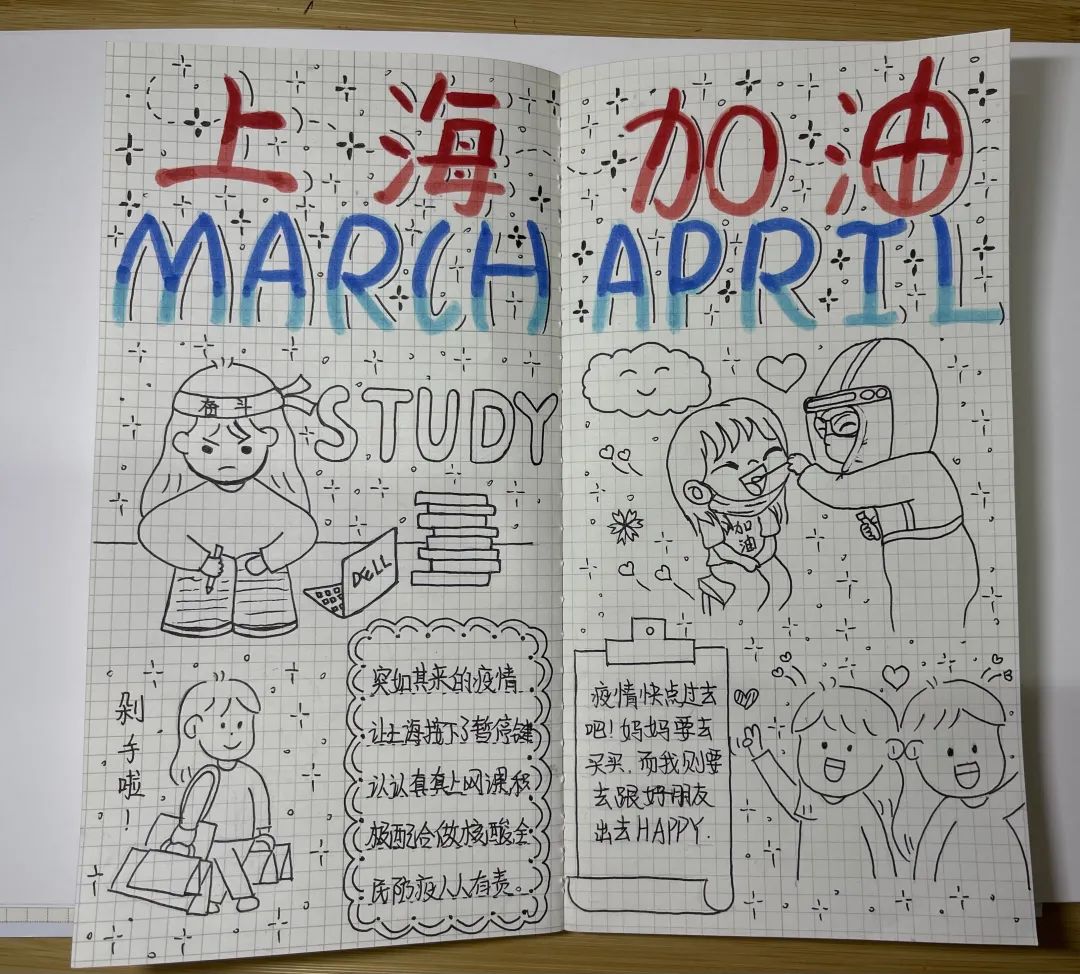 上海 加油
MARCH APRIL
奋斗
STUDY
DELL
加
油
剁
手
啦
!
突如其来的疫情
让上海按下了暂停键
认认真真上网课积
极配合做核酸全
民防疫人人有责。
疫情快点过去
吧!妈妈要去
买买.而我则要
去跟好朋友
出去HAPPY.